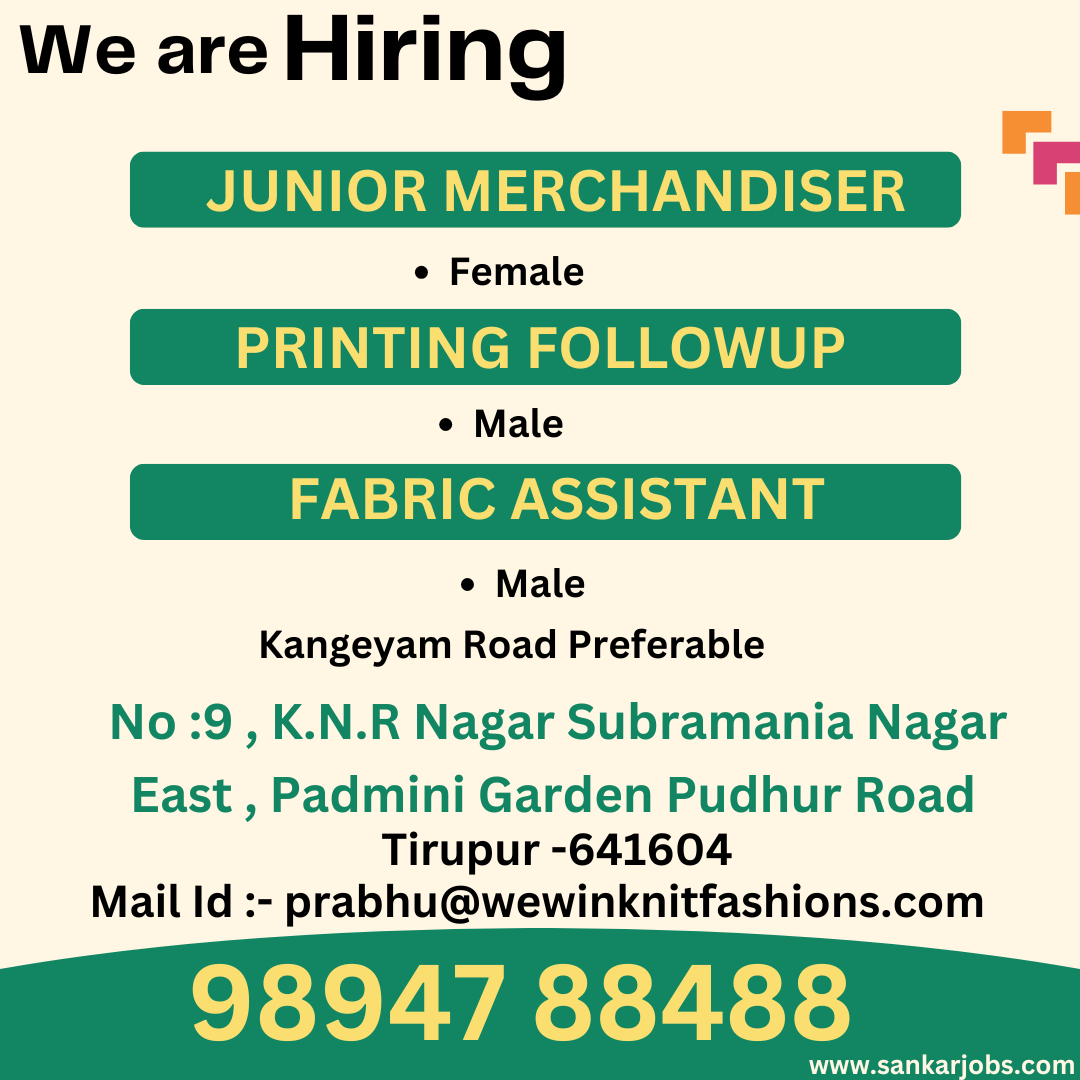 We are Hiring
JUNIOR MERCHANDISER
• Female
PRINTING FOLLOWUP
• Male
FABRIC ASSISTANT
• Male
Kangeyam Road Preferable
No :9 , K.N.R Nagar Subramania Nagar
East , Padmini Garden Pudhur Road
Tirupur -641604
Mail Id :- prabhu@wewinknitfashions.com
98947 88488
www.sankarjobs.com